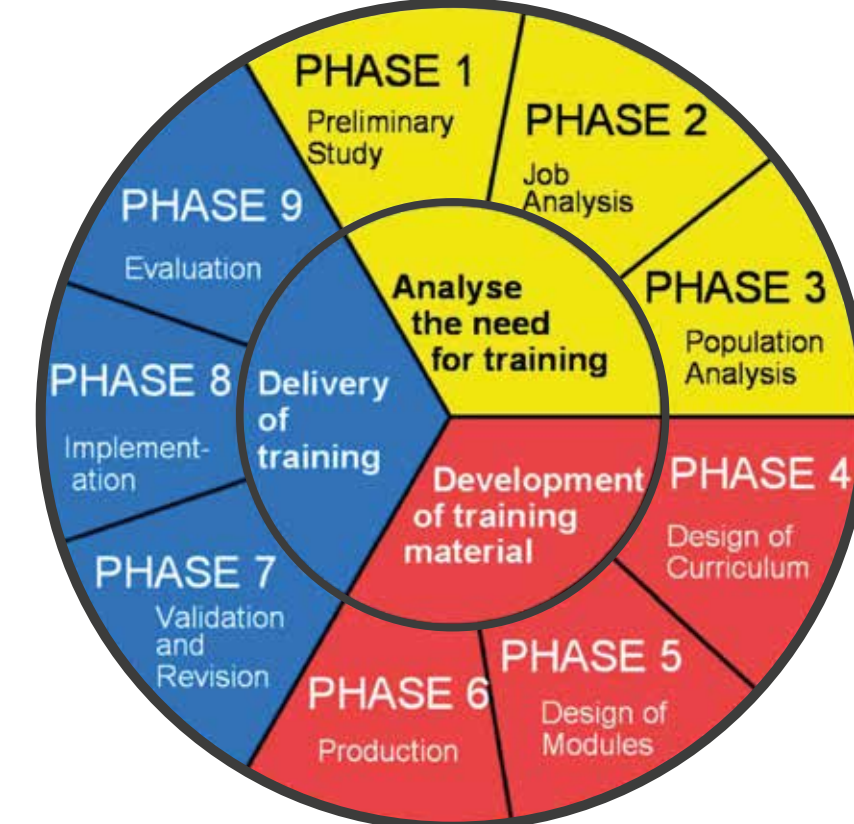 PHASE 1
Preliminary
Study
PHASE 2
Job
Analysis
PHASE 3
Population
Analysis
Analyse
the need
for training
PHASE 4
Design of
Curriculum
PHASE 5
Design of
Modules
PHASE 6
Production
Development
of training
material
PHASE 7
Validation
and
Revision
PHASE 8
Implement-
ation
PHASE 9
Evaluation
Delivery
of
training